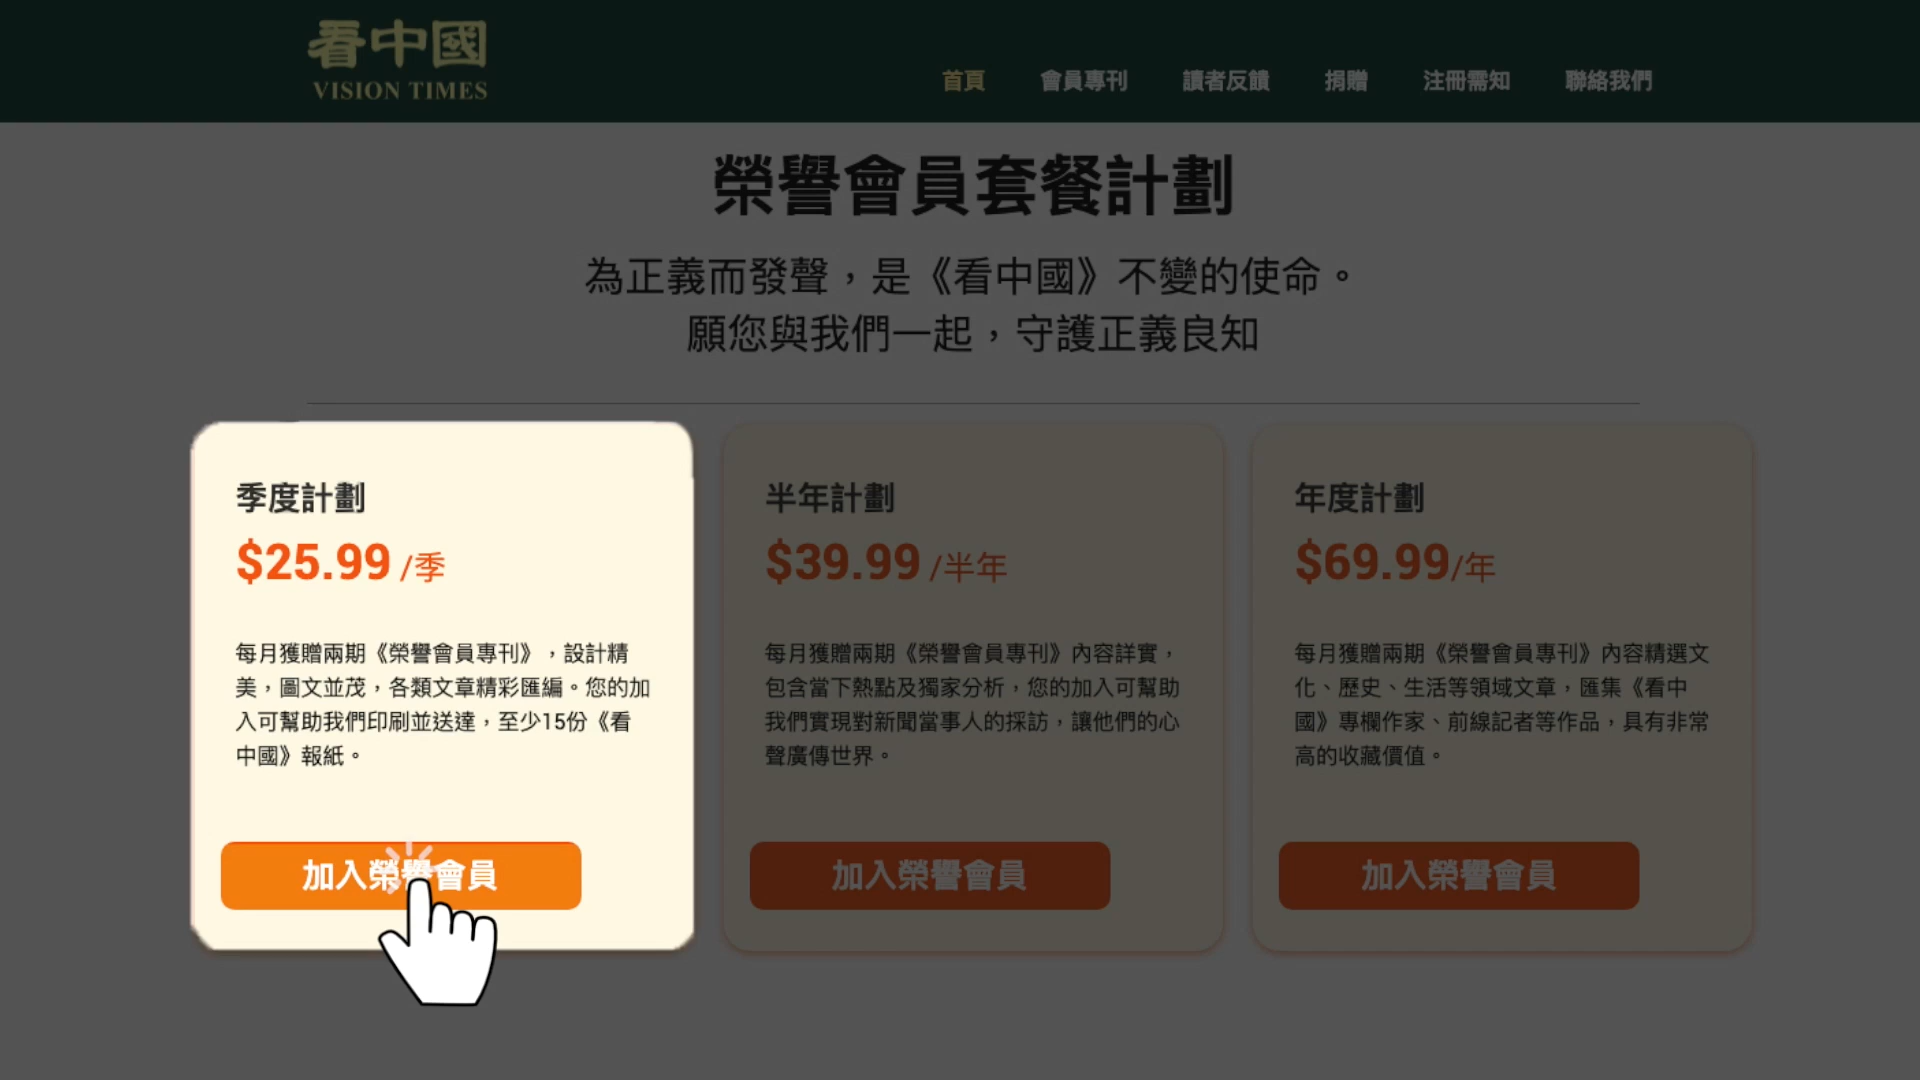 看中國
VISION TIMES
首頁 會員專刊 讀者反饋 捐贈 注冊需知 聯絡我們
榮譽會員套餐計劃
為正義而發聲，是《看中國》不變的使命。
願您與我們一起，守護正義良知
季度計劃
$25.99 /季
每月獲贈兩期《榮譽會員專刊》，設計精
美，圖文並茂，各類文章精彩匯編。您的加
入可幫助我們印刷並送達，至少15份《看
中國》報紙。
加入榮譽會員
半年計劃
$39.99 /半年
每月獲贈兩期《榮譽會員專刊》內容詳實，
包含當下熱點及獨家分析，您的加入可幫助
我們實現對新聞當事人的採訪，讓他們的心
聲廣傳世界。
加入榮譽會員
年度計劃
$69.99/年
每月獲贈兩期《榮譽會員專刊》內容精選文
化、歷史、生活等領域文章，匯集《看中
國》專欄作家、前線記者等作品，具有非常
高的收藏價值。
加入榮譽會員